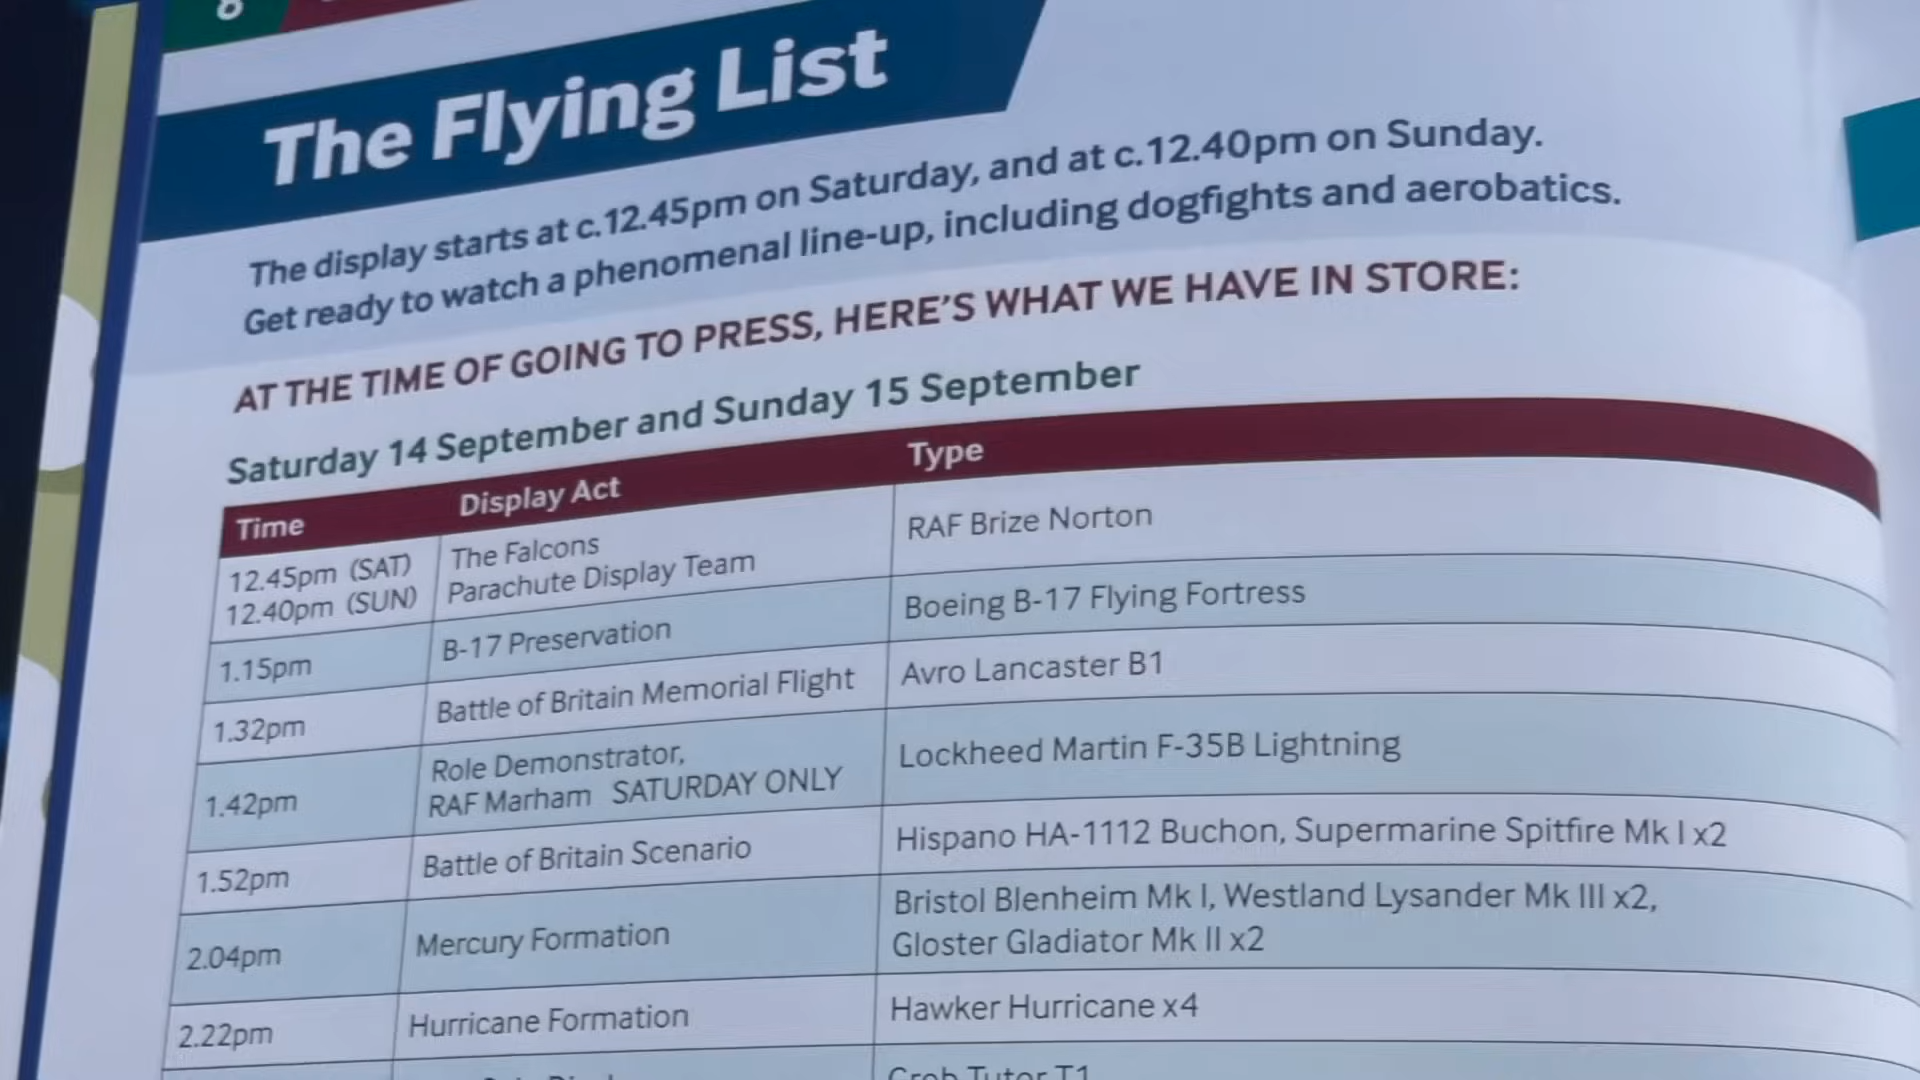 8
The Flying List
The display starts at c.12.45pm on Saturday, and at c.12.40pm on Sunday.
Get ready to watch a phenomenal line-up, including dogfights and aerobatics.
AT THE TIME OF GOING TO PRESS, HERE'S WHAT WE HAVE IN STORE:
Saturday 14 September and Sunday 15 September
Time Display Act Type
12.45pm (SAT) The Falcons RAF Brize Norton
12.40pm (SUN) Parachute Display Team
1.15pm B-17 Preservation Boeing B-17 Flying Fortress
1.32pm Battle of Britain Memorial Flight Avro Lancaster B1
1.42pm Role Demonstrator, Lockheed Martin F-35B Lightning
RAF Marham SATURDAY ONLY
1.52pm Battle of Britain Scenario Hispano HA-1112 Buchon, Supermarine Spitfire Mk I x2
2.04pm Mercury Formation Bristol Blenheim Mk I, Westland Lysander Mk III x2,
Gloster Gladiator Mk II x2
2.22pm Hurricane Formation Hawker Hurricane x4
Grob Tutor T1